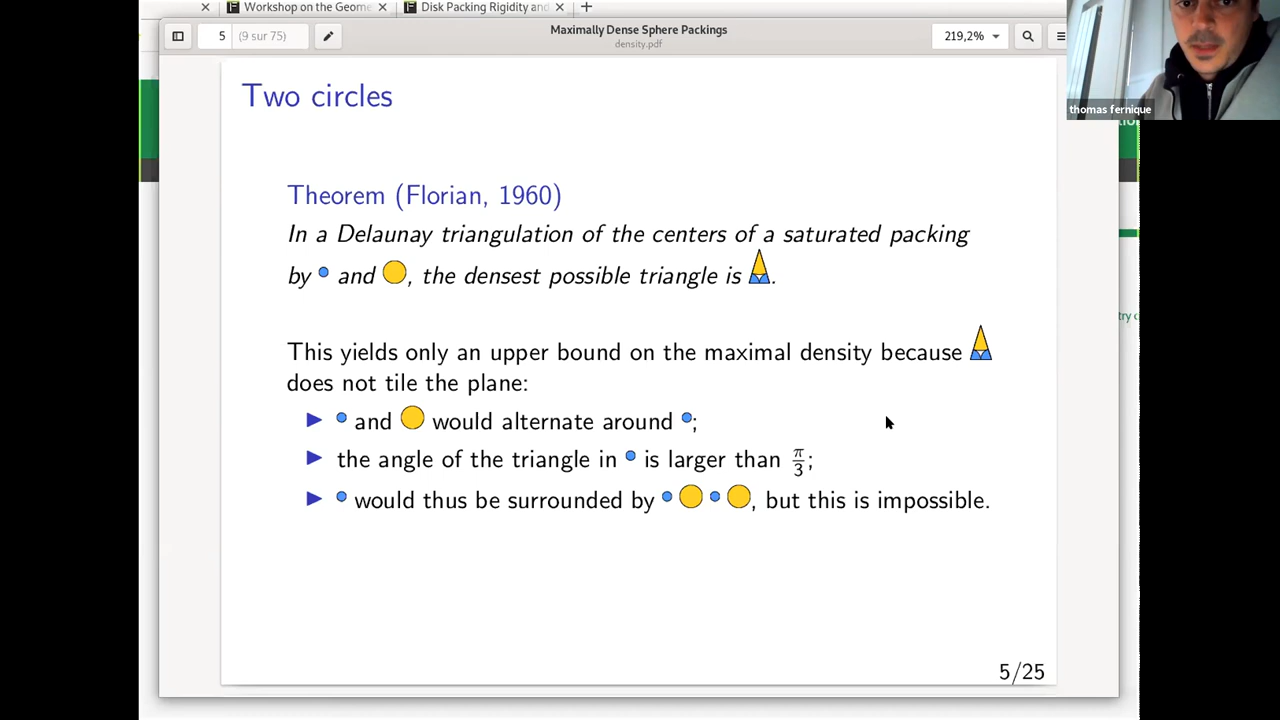 Workshop on the Geome
Disk Packing Rigidity and
5 (9 sur 75)
Maximally Dense Sphere Packings
density.pdf
219,2%
thomas fernique
Two circles
Theorem (Florian, 1960)
In a Delaunay triangulation of the centers of a saturated packing
by and , the densest possible triangle is .
This yields only an upper bound on the maximal density because
does not tile the plane:
and would alternate around ;
the angle of the triangle in is larger than π/3;
would thus be surrounded by , but this is impossible.
5/25